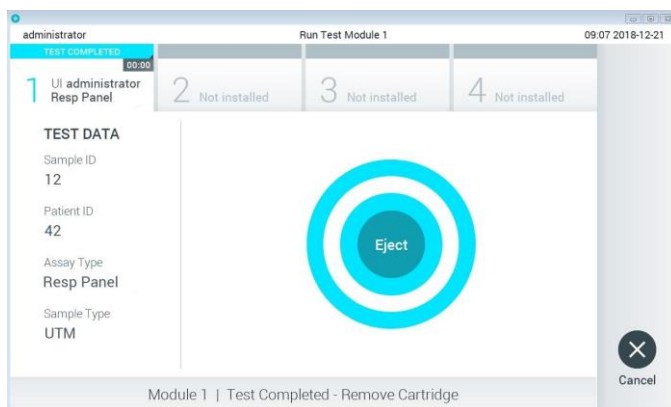 administrator Run Test Module 1 09:07 2018-12-21
TEST COMPLETED
00:00
1 UI administrator
Resp Panel
2 Not installed
3 Not installed
4 Not installed
TEST DATA
Sample ID
12
Patient ID
42
Assay Type
Resp Panel
Sample Type
UTM
Eject
Cancel
Module 1 | Test Completed - Remove Cartridge